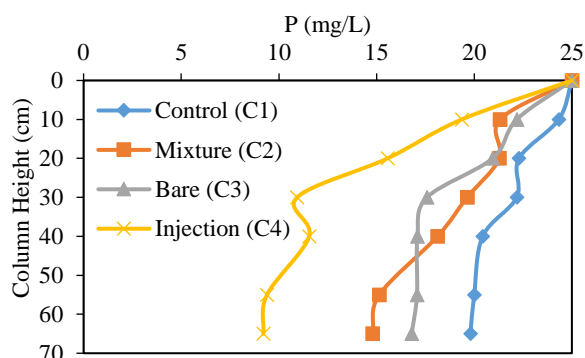 P (mg/L)
0 5 10 15 20 25
0
10
20
30
40
50
60
70
Column Height (cm)
Control (C1)
Mixture (C2)
Bare (C3)
Injection (C4)